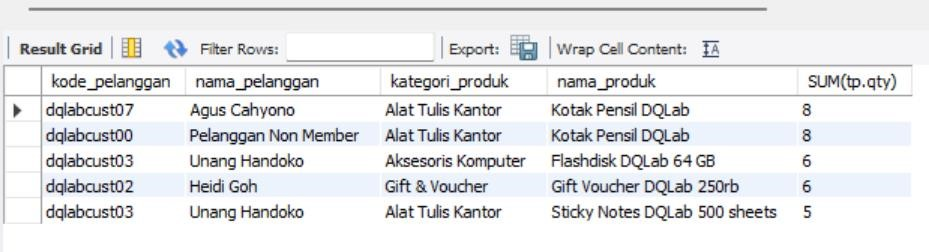 Result Grid Filter Rows: Export: Wrap Cell Content:
kode_pelanggan nama_pelanggan kategori_produk nama_produk SUM(tp.qty)
dqlabcust07 Agus Cahyono Alat Tulis Kantor Kotak Pensil DQLab 8
dqlabcust00 Pelanggan Non Member Alat Tulis Kantor Kotak Pensil DQLab 8
dqlabcust03 Unang Handoko Aksesoris Komputer Flashdisk DQLab 64 GB 6
dqlabcust02 Heidi Goh Gift & Voucher Gift Voucher DQLab 250rb 6
dqlabcust03 Unang Handoko Alat Tulis Kantor Sticky Notes DQLab 500 sheets 5